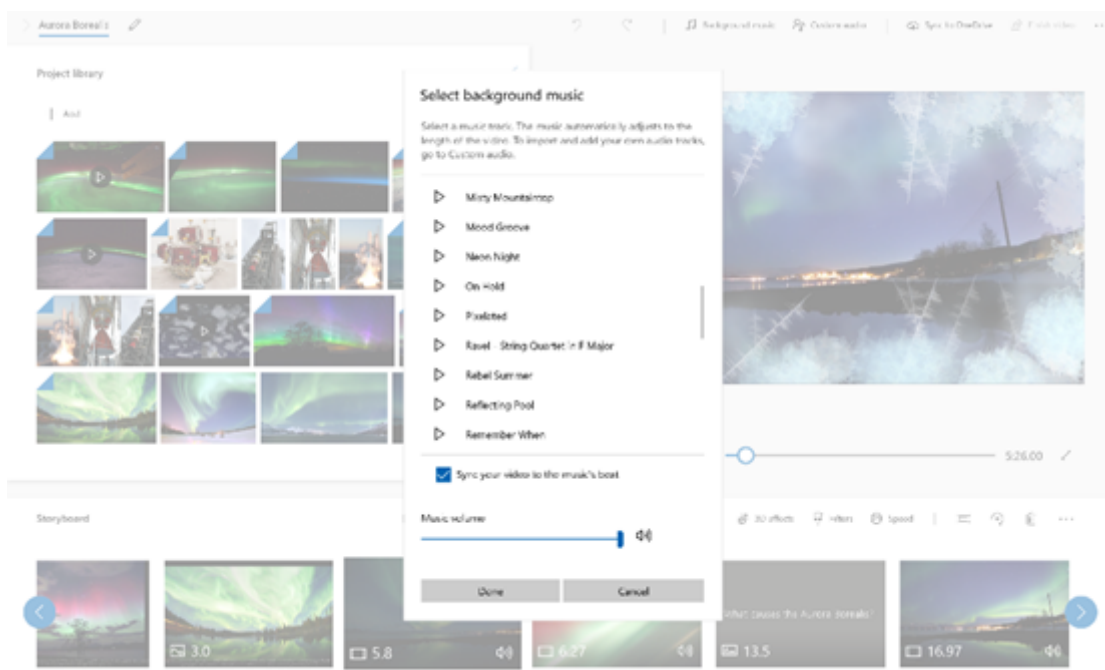 Aurora Borealis
Background music
Custom audio
Sync to OneDrive
Finish video
Project library
Add
Select background music
Select a music track. The music automatically adjusts to the
length of the video. To import and add your own audio tracks,
go to Custom audio.
Misty Mountaintop
Mood Groove
Neon Night
On Hold
Pixelated
Ravel - String Quartet in F Major
Rebel Summer
Reflecting Pool
Remember When
Sync your video to the music's beat
5:26.00
Music volume
Done
Cancel
Storyboard
3D effects
Filters
Speed
What causes the Aurora Borealis?
3.0
5.8
6.27
13.5
16.97